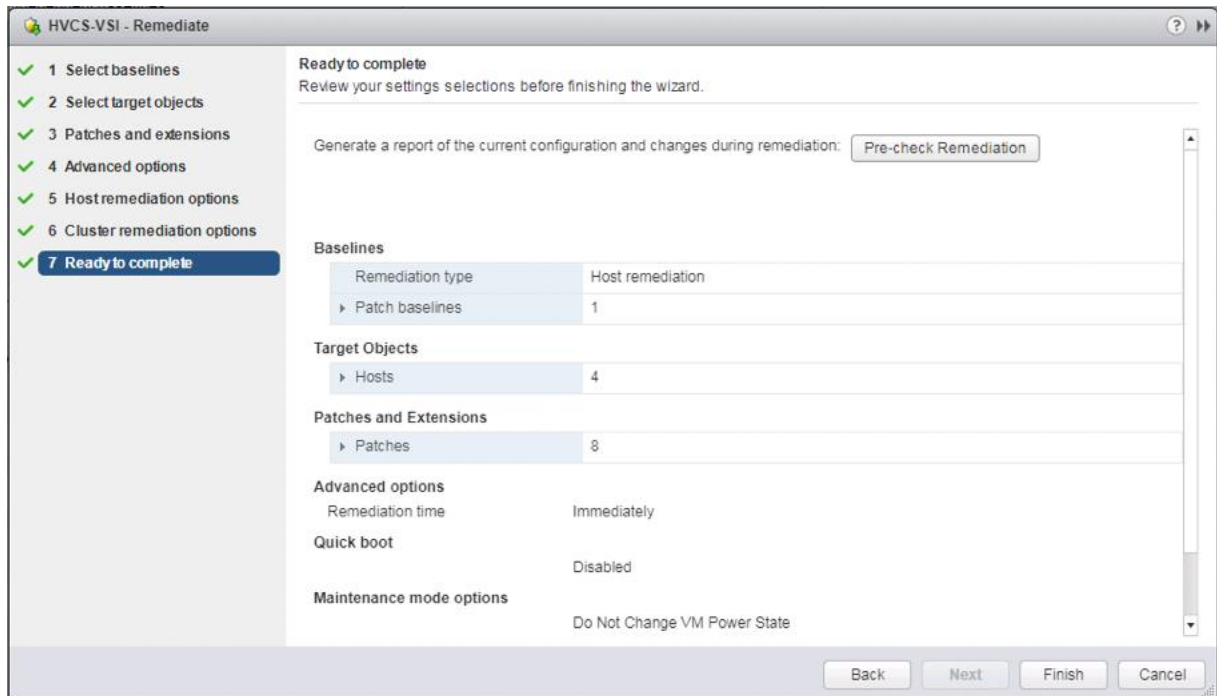 HVCS-VSI - Remediate
1 Select baselines
2 Select target objects
3 Patches and extensions
4 Advanced options
5 Host remediation options
6 Cluster remediation options
7 Ready to complete
Ready to complete
Review your settings selections before finishing the wizard.
Generate a report of the current configuration and changes during remediation: Pre-check Remediation
Baselines
Remediation type Host remediation
Patch baselines 1
Target Objects
Hosts 4
Patches and Extensions
Patches 8
Advanced options
Remediation time Immediately
Quick boot
Disabled
Maintenance mode options
Do Not Change VM Power State
Back Next Finish Cancel